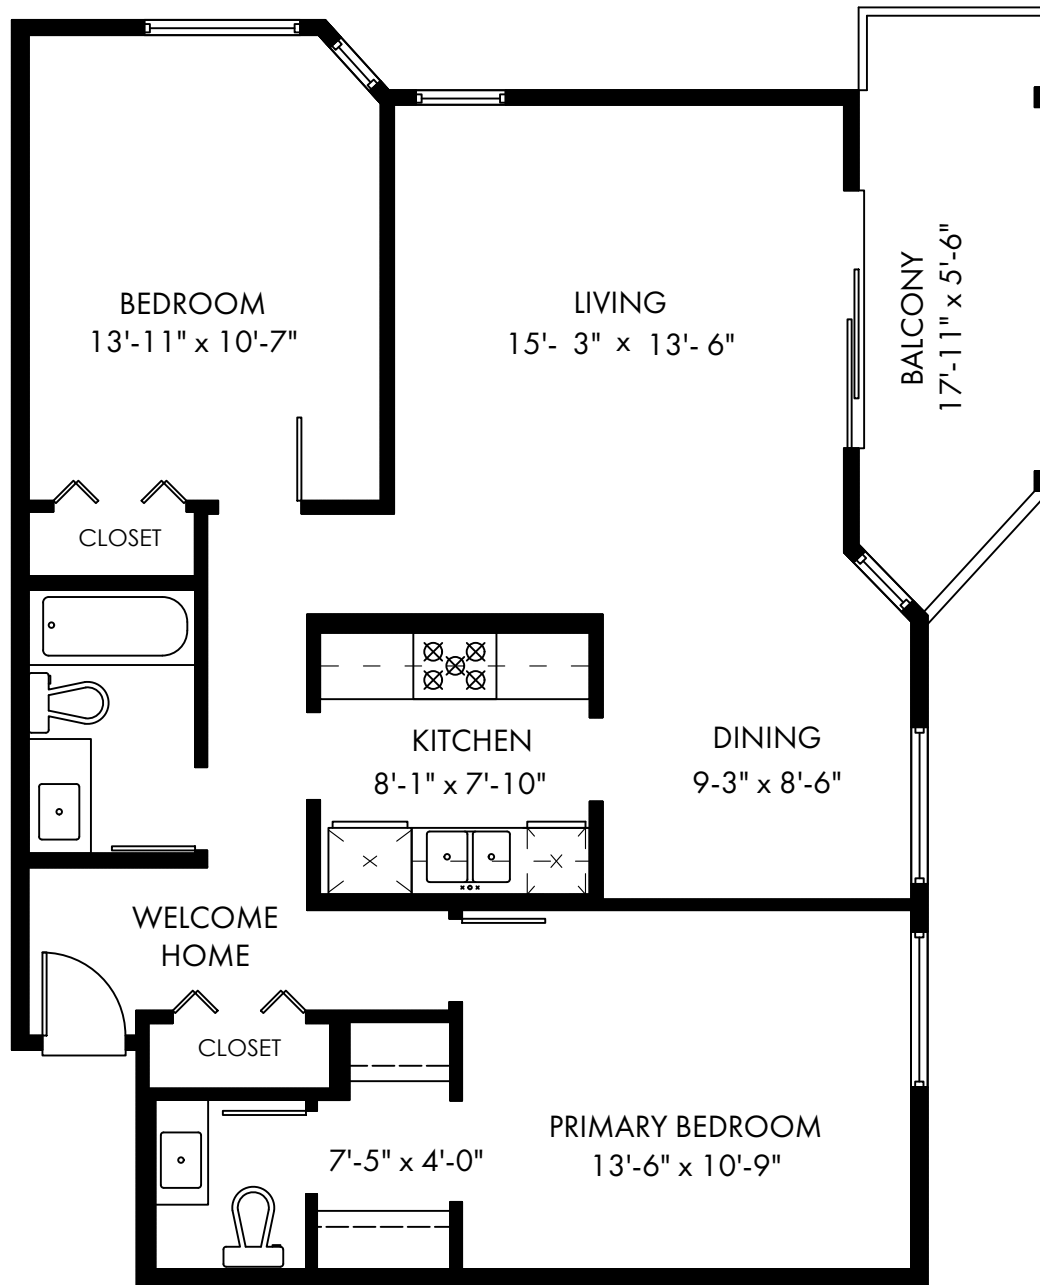 BEDROOM
13'-11" x 10'-7"
LIVING
15'- 3" x 13'- 6"
BALCONY
17'-11" x 5'-6"
CLOSET
KITCHEN
8'-1" x 7'-10"
DINING
9-3" x 8'-6"
WELCOME
HOME
CLOSET
PRIMARY BEDROOM
13'-6" x 10'-9"
7'-5" x 4'-0"